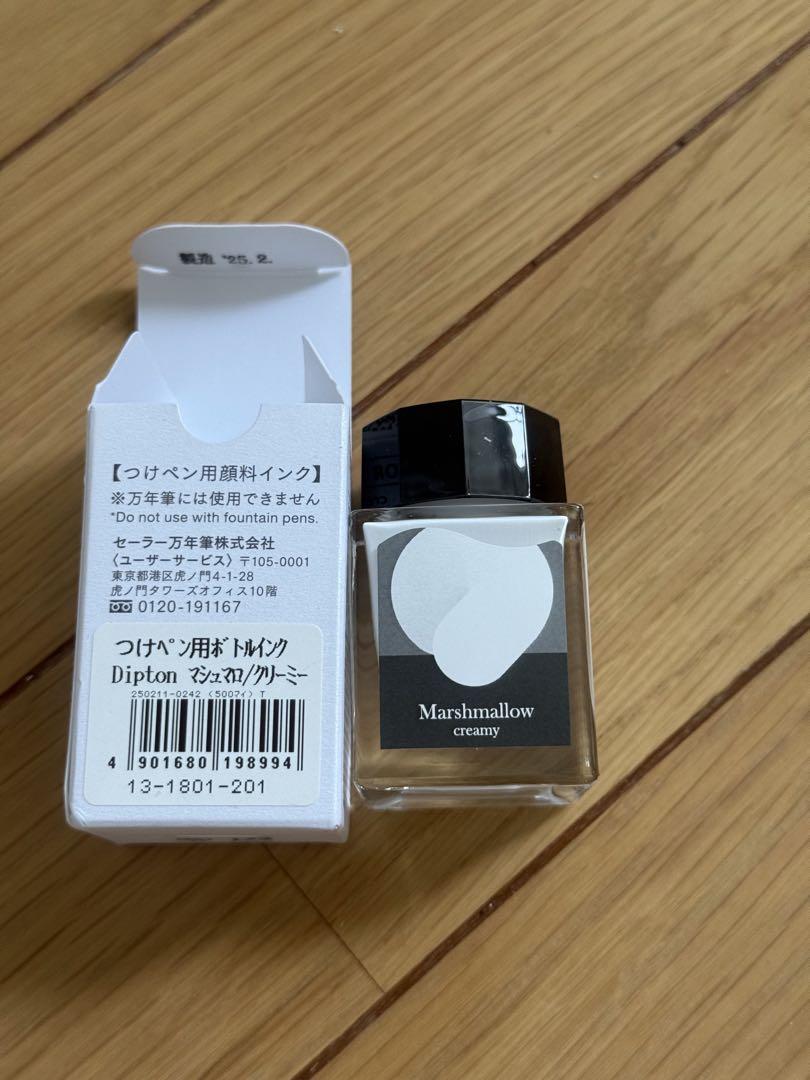 製造 '25.2.
【つけペン用顔料インク】
※万年筆には使用できません
*Do not use with fountain pens.
セーラー万年筆株式会社
〈ユーザーサービス〉〒105-0001
東京都港区虎ノ門4-1-28
虎ノ門タワーズオフィス10階
0120-191167
つけペン用ボトルインク
Dipton マシュマロ/クリーミー
250211-0242 (500マイ) T
4 901680 198994
13-1801-201
Marshmallow
creamy